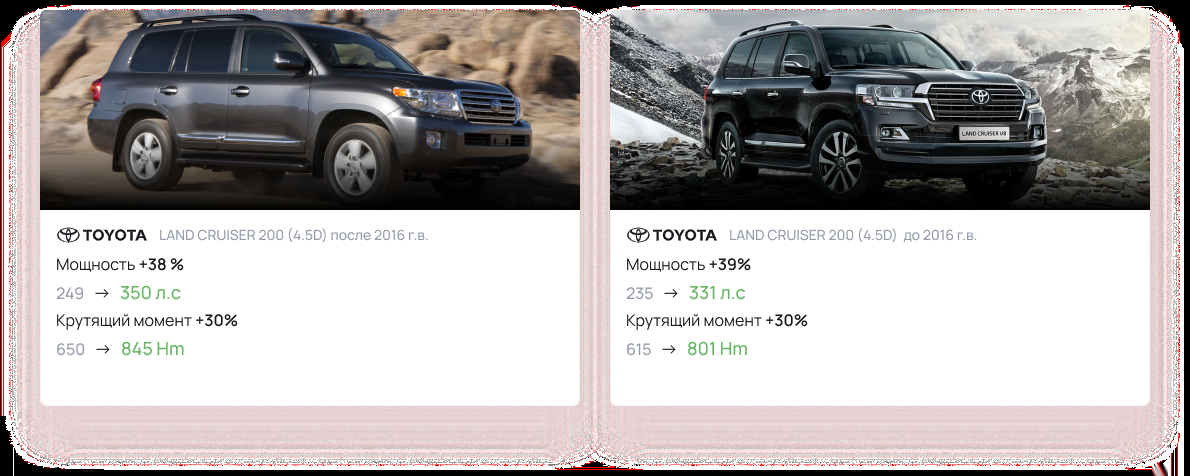 LAND CRUISER V8
TOYOTA LAND CRUISER 200 (4.5D) после 2016 г.в.
Мощность +38 %
249 → 350 л.с
Крутящий момент +30%
650 → 845 Hm
TOYOTA LAND CRUISER 200 (4.5D) до 2016 г.в.
Мощность +39%
235 → 331 л.с
Крутящий момент +30%
615 → 801 Hm